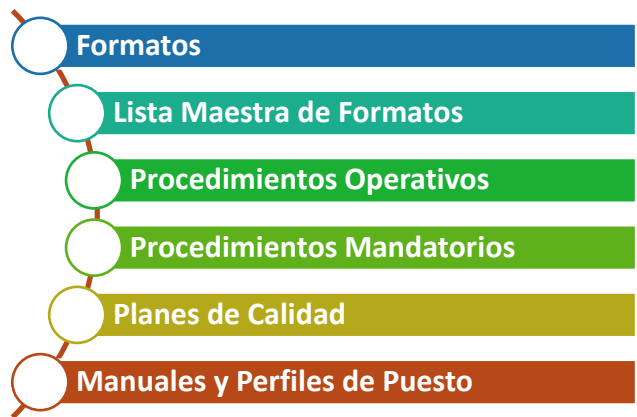 Formatos
Lista Maestra de Formatos
Procedimientos Operativos
Procedimientos Mandatorios
Planes de Calidad
Manuales y Perfiles de Puesto